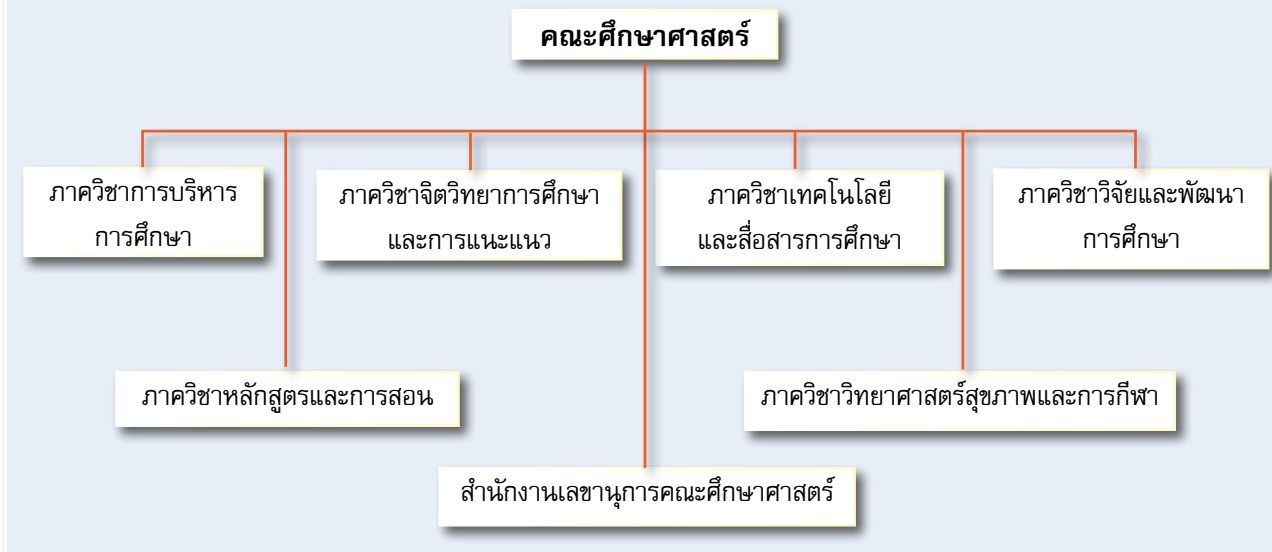 คณะศึกษาศาสตร์
ภาควิชาการบริหาร
การศึกษา
ภาควิชาจิตวิทยาการศึกษา
และการแนะแนว
ภาควิชาเทคโนโลยี
และสื่อสารการศึกษา
ภาควิชาวิจัยและพัฒนา
การศึกษา
ภาควิชาหลักสูตรและการสอน
ภาควิชาวิทยาศาสตร์สุขภาพและการกีฬา
สำนักงานเลขานุการคณะศึกษาศาสตร์